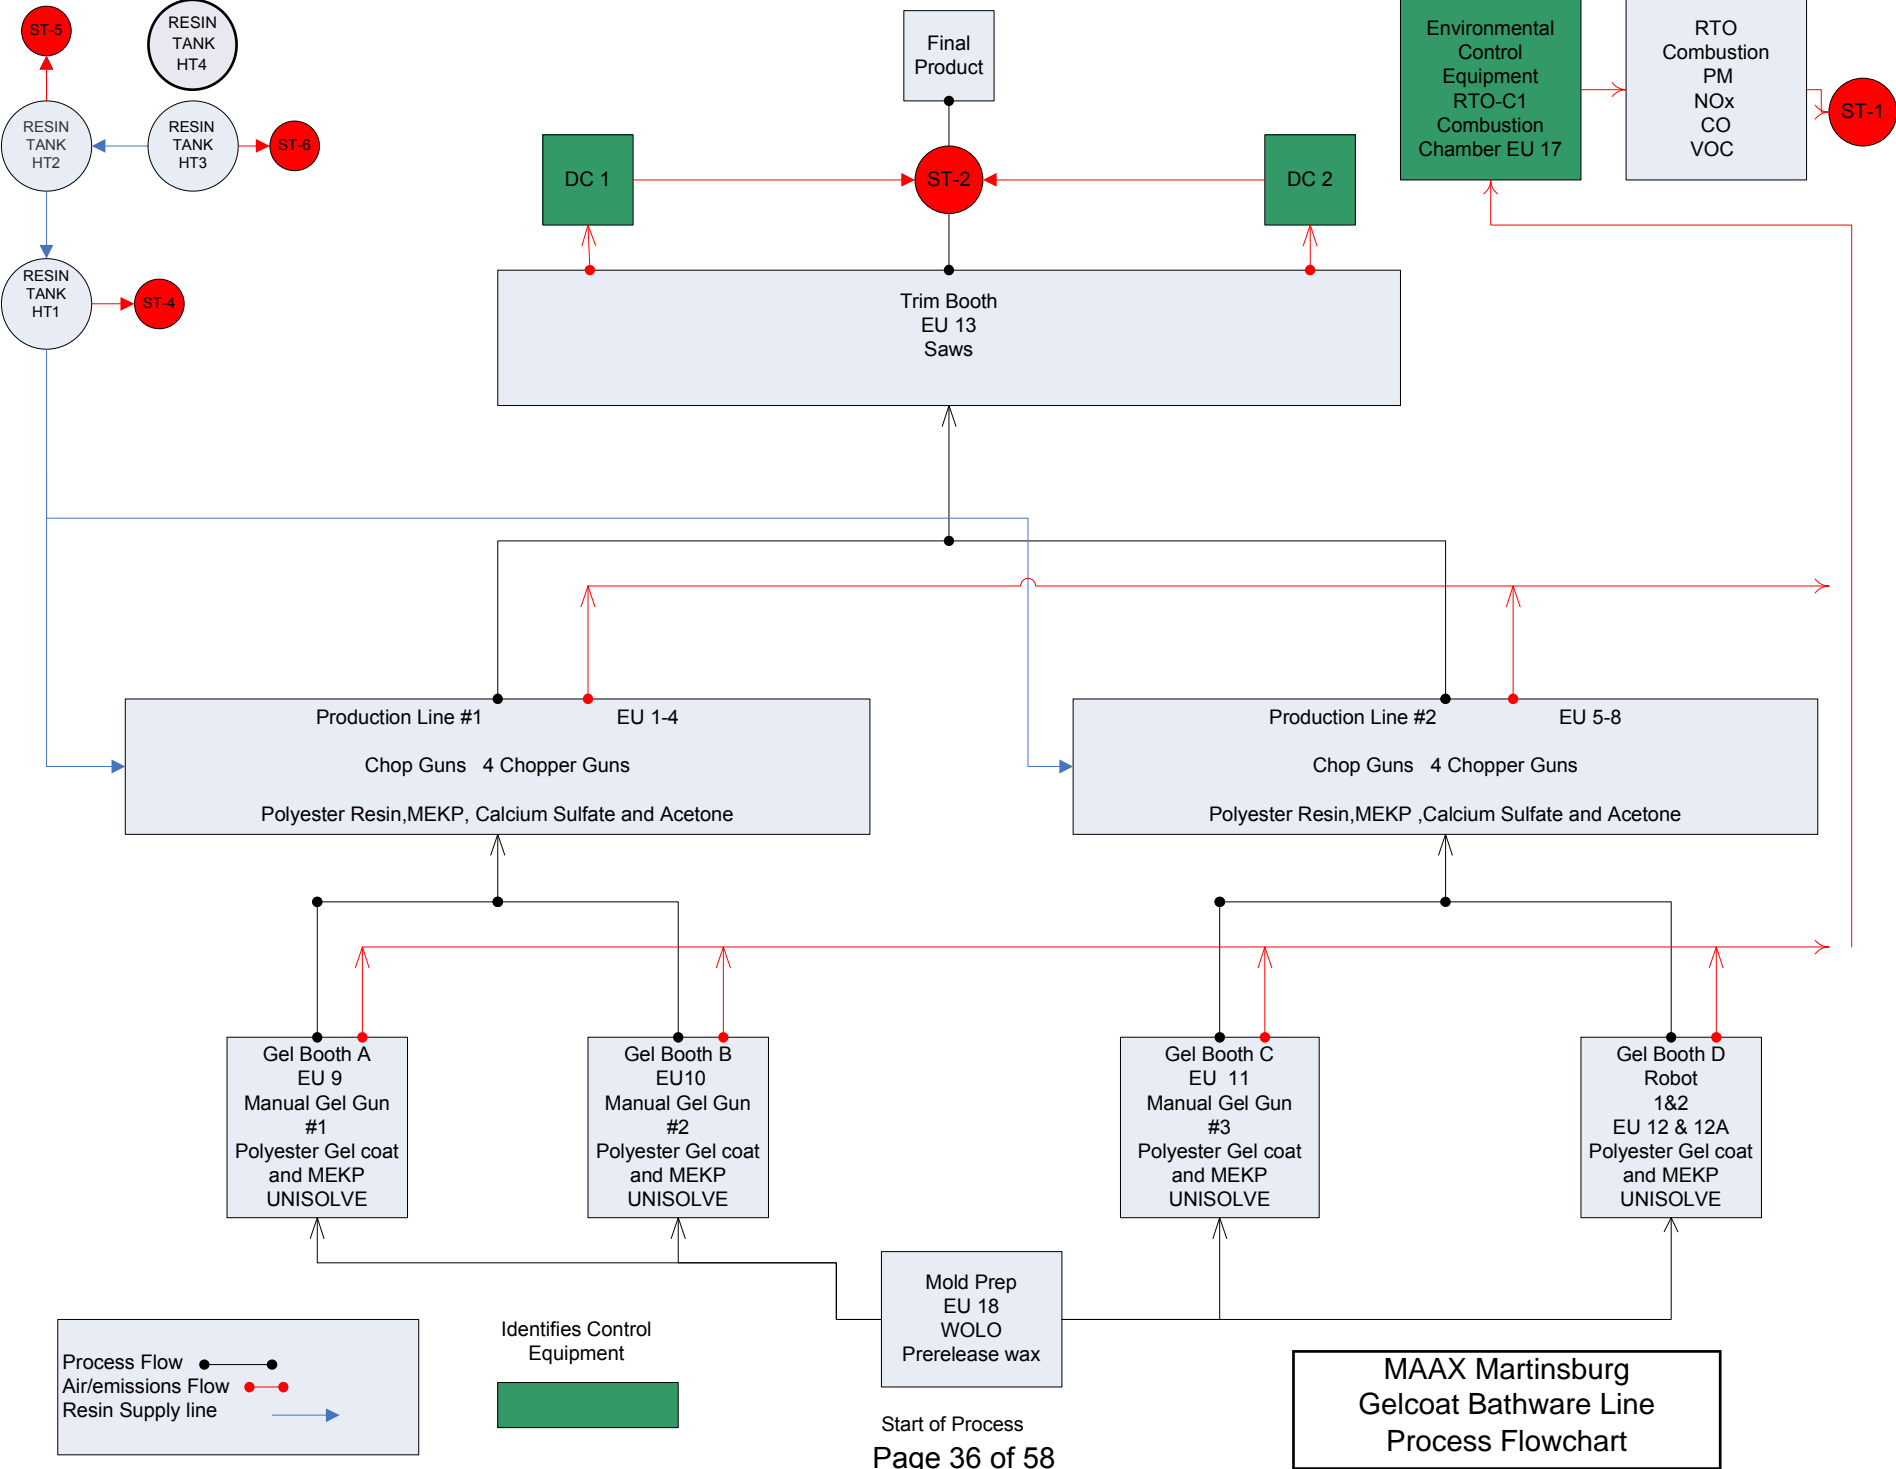 ST-5
RESIN
TANK
HT4
RESIN
TANK
HT2
RESIN
TANK
HT3
ST-6
RESIN
TANK
HT1
ST-4
Final
Product
DC 1
ST-2
DC 2
Environmental
Control
Equipment
RTO-C1
Combustion
Chamber EU 17
RTO
Combustion
PM
NOx
CO
VOC
ST-1
Trim Booth
EU 13
Saws
Production Line #1 EU 1-4
Chop Guns 4 Chopper Guns
Polyester Resin,MEKP, Calcium Sulfate and Acetone
Production Line #2 EU 5-8
Chop Guns 4 Chopper Guns
Polyester Resin,MEKP ,Calcium Sulfate and Acetone
Gel Booth A
EU 9
Manual Gel Gun
#1
Polyester Gel coat
and MEKP
UNISOLVE
Gel Booth B
EU10
Manual Gel Gun
#2
Polyester Gel coat
and MEKP
UNISOLVE
Gel Booth C
EU 11
Manual Gel Gun
#3
Polyester Gel coat
and MEKP
UNISOLVE
Gel Booth D
Robot
1&2
EU 12 & 12A
Polyester Gel coat
and MEKP
UNISOLVE
Mold Prep
EU 18
WOLO
Prerelease wax
Process Flow
Air/emissions Flow
Resin Supply line
Identifies Control
Equipment
Start of Process
Page 36 of 58
MAAX Martinsburg
Gelcoat Bathware Line
Process Flowchart